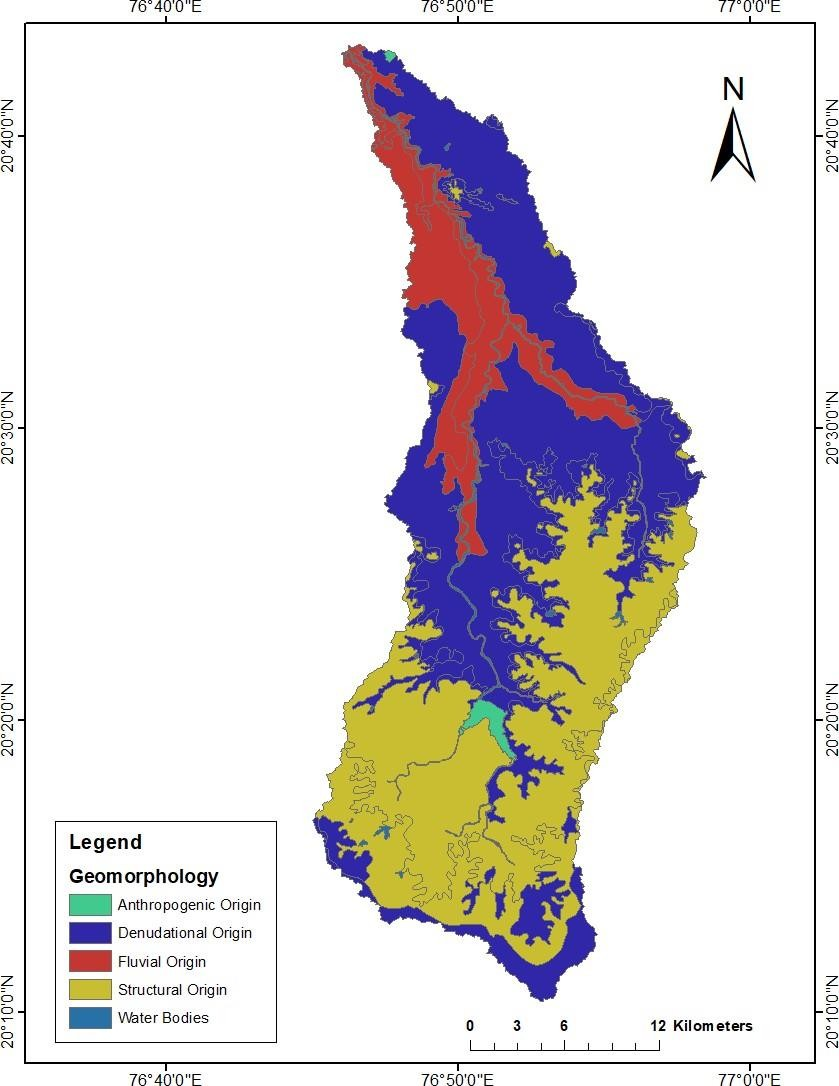 76°40'0"E 76°50'0"E 77°0'0"E
N
20°40'0"N 20°40'0"N
20°30'0"N 20°30'0"N
20°20'0"N 20°20'0"N
20°10'0"N 20°10'0"N
Legend
Geomorphology
Anthropogenic Origin
Denudational Origin
Fluvial Origin
Structural Origin
Water Bodies
0 3 6 12 Kilometers
76°40'0"E 76°50'0"E 77°0'0"E